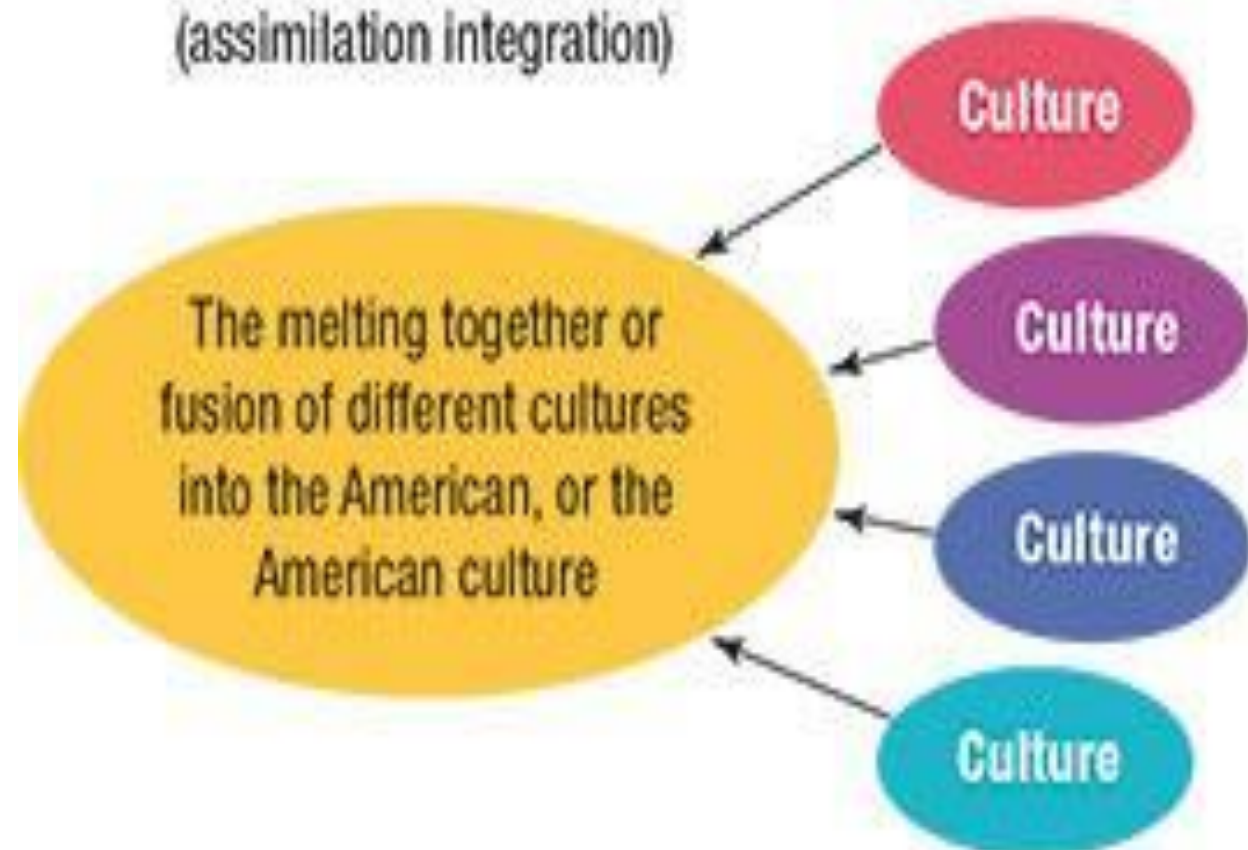 (assimilation integration)
Culture
The melting together or
fusion of different cultures
into the American, or the
American culture
Culture
Culture
Culture